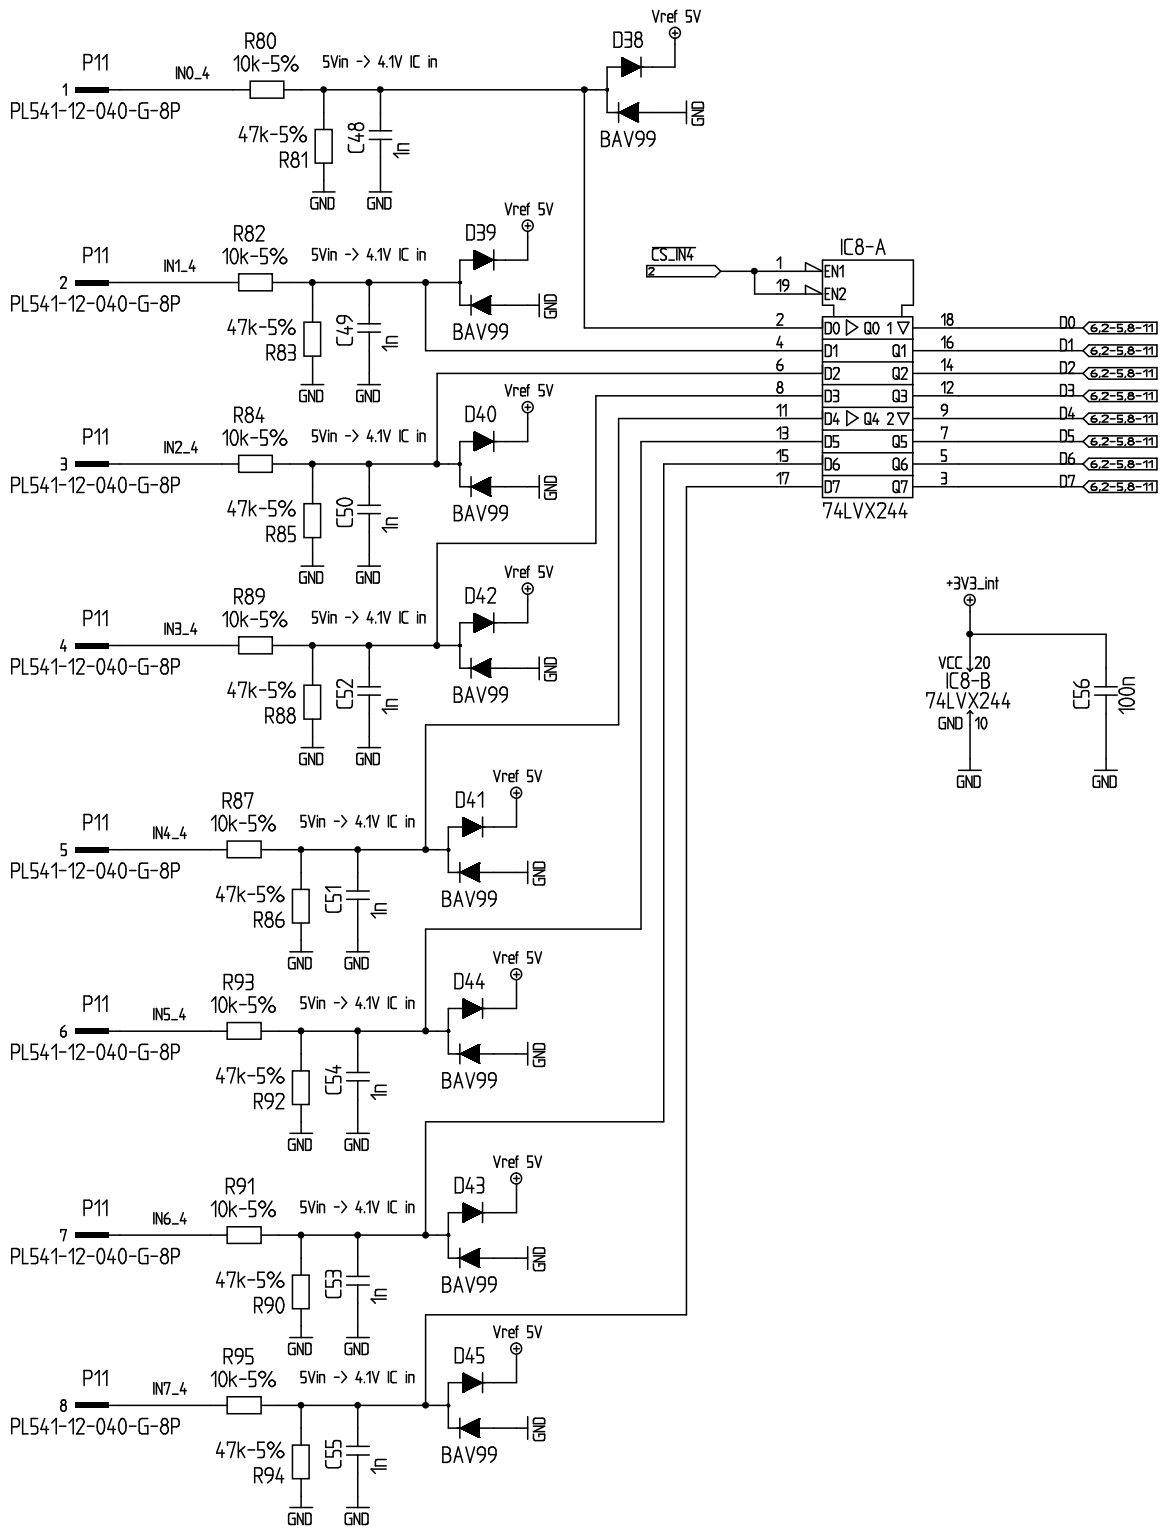 Vref 5V
D38
R80
P11
10k-5%
5Vin -> 4.1V IC in
IN0_4
1
PL541-12-040-G-8P
47k-5%
R81
C48
1n
GND
BAV99
GND
GND
Vref 5V
D39
R82
P11
10k-5%
5Vin -> 4.1V IC in
IN1_4
2
PL541-12-040-G-8P
47k-5%
R83
C49
1n
GND
BAV99
GND
GND
Vref 5V
D40
R84
P11
10k-5%
5Vin -> 4.1V IC in
IN2_4
3
PL541-12-040-G-8P
47k-5%
R85
C50
1n
GND
BAV99
GND
GND
Vref 5V
D42
R89
P11
10k-5%
5Vin -> 4.1V IC in
IN3_4
4
PL541-12-040-G-8P
47k-5%
R88
C52
1n
GND
BAV99
GND
GND
Vref 5V
D41
R87
P11
10k-5%
5Vin -> 4.1V IC in
IN4_4
5
PL541-12-040-G-8P
47k-5%
R86
C51
1n
GND
BAV99
GND
GND
Vref 5V
D44
R93
P11
10k-5%
5Vin -> 4.1V IC in
IN5_4
6
PL541-12-040-G-8P
47k-5%
R92
C54
1n
GND
BAV99
GND
GND
Vref 5V
D43
R91
P11
10k-5%
5Vin -> 4.1V IC in
IN6_4
7
PL541-12-040-G-8P
47k-5%
R90
C53
1n
GND
BAV99
GND
GND
Vref 5V
D45
R95
P11
10k-5%
5Vin -> 4.1V IC in
IN7_4
8
PL541-12-040-G-8P
47k-5%
R94
C55
1n
GND
BAV99
GND
GND
IC8-A
CS_IN4
2
1 EN1
19 EN2
2 D0 Q0 1 18 D0 6,2-5,8-11
4 D1 Q1 16 D1 6,2-5,8-11
6 D2 Q2 14 D2 6,2-5,8-11
8 D3 Q3 12 D3 6,2-5,8-11
11 D4 Q4 2 9 D4 6,2-5,8-11
13 D5 Q5 7 D5 6,2-5,8-11
15 D6 Q6 5 D6 6,2-5,8-11
17 D7 Q7 3 D7 6,2-5,8-11
74LVX244
+3V3_int
VCC 20
IC8-B
74LVX244
GND 10
C56
100n
GND
GND